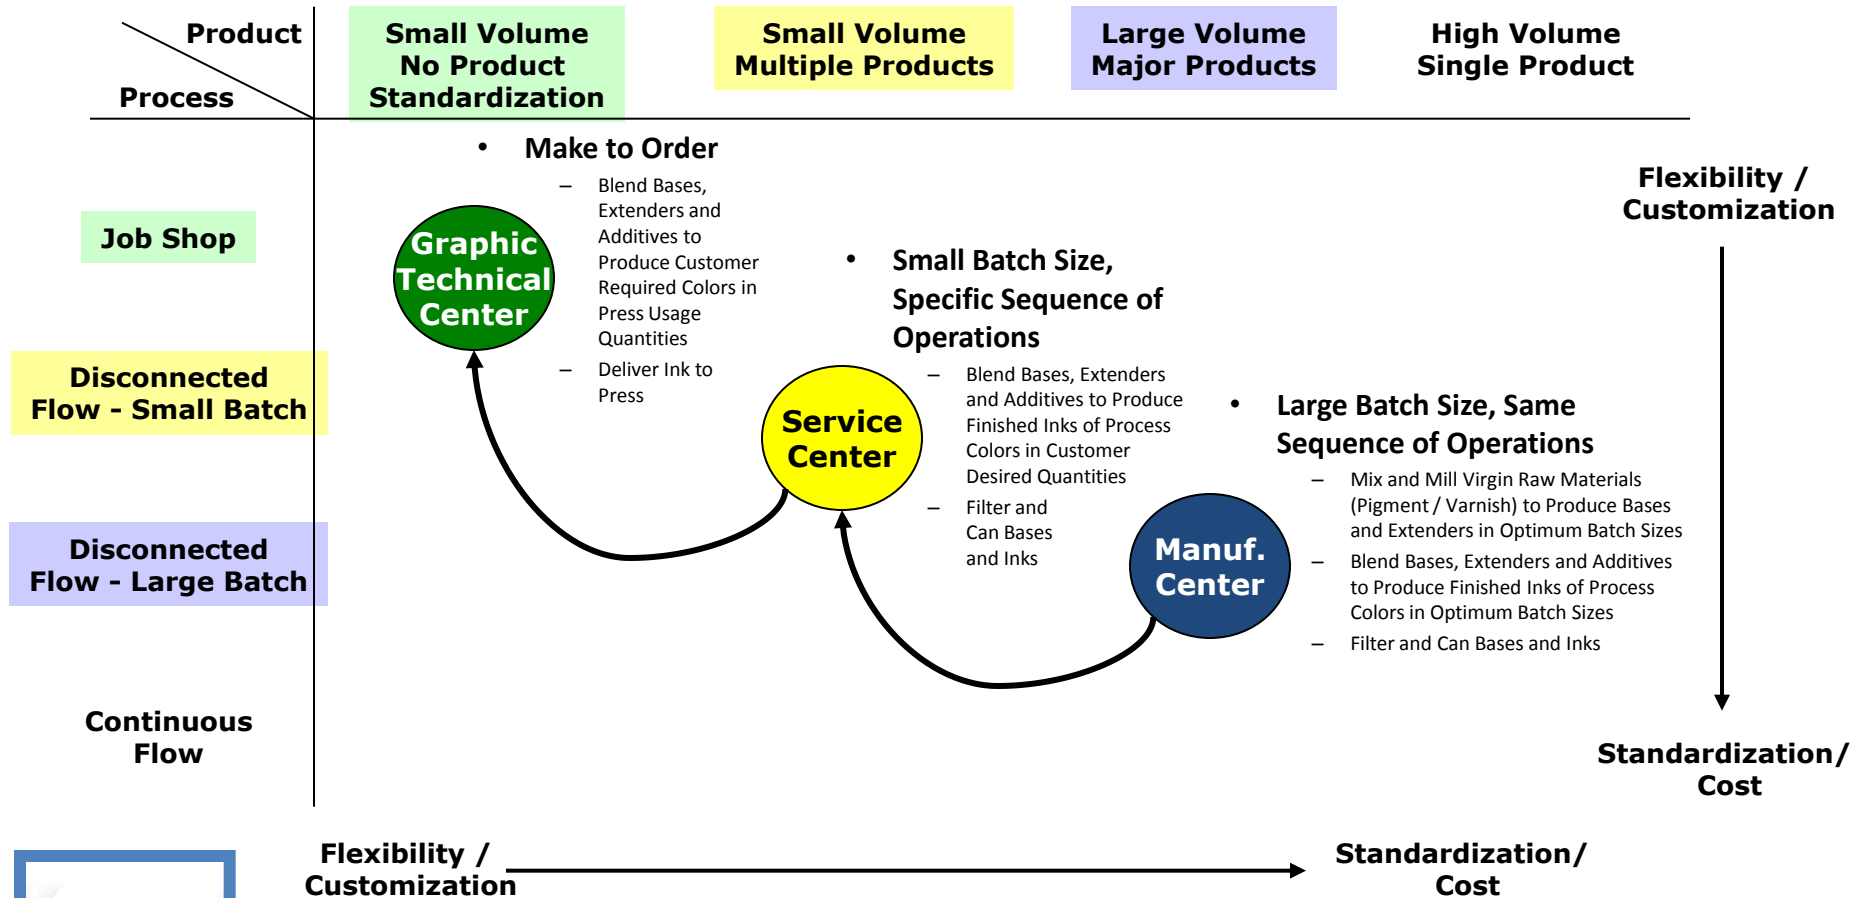 Product
Process
Small Volume
No Product
Standardization
Small Volume
Multiple Products
Large Volume
Major Products
High Volume
Single Product
Job Shop
Disconnected
Flow - Small Batch
Disconnected
Flow - Large Batch
Continuous
Flow
• Make to Order
– Blend Bases,
Extenders and
Additives to
Produce Customer
Required Colors in
Press Usage
Quantities
– Deliver Ink to
Press
Graphic
Technical
Center
• Small Batch Size,
Specific Sequence of
Operations
– Blend Bases, Extenders
and Additives to Produce
Finished Inks of Process
Colors in Customer
Desired Quantities
– Filter and
Can Bases
and Inks
Service
Center
• Large Batch Size, Same
Sequence of Operations
– Mix and Mill Virgin Raw Materials
(Pigment / Varnish) to Produce Bases
and Extenders in Optimum Batch Sizes
– Blend Bases, Extenders and Additives
to Produce Finished Inks of Process
Colors in Optimum Batch Sizes
– Filter and Can Bases and Inks
Manuf.
Center
Flexibility /
Customization
Standardization/
Cost
Flexibility /
Customization
Standardization/
Cost